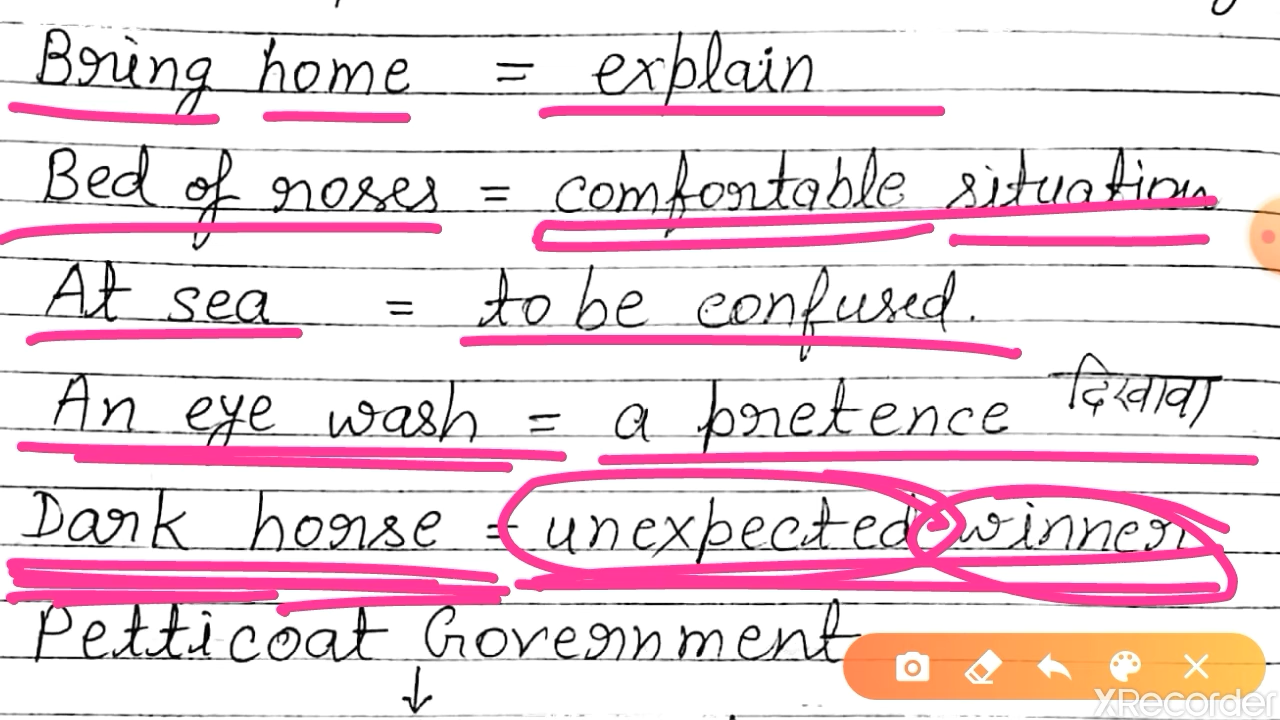 Bring home = explain
Bed of roses = comfortable situation
At sea = to be confused.
An eye wash = a pretence दिखावा
Dark horse = unexpected winner
Petticoat Government
↓
XRecorder